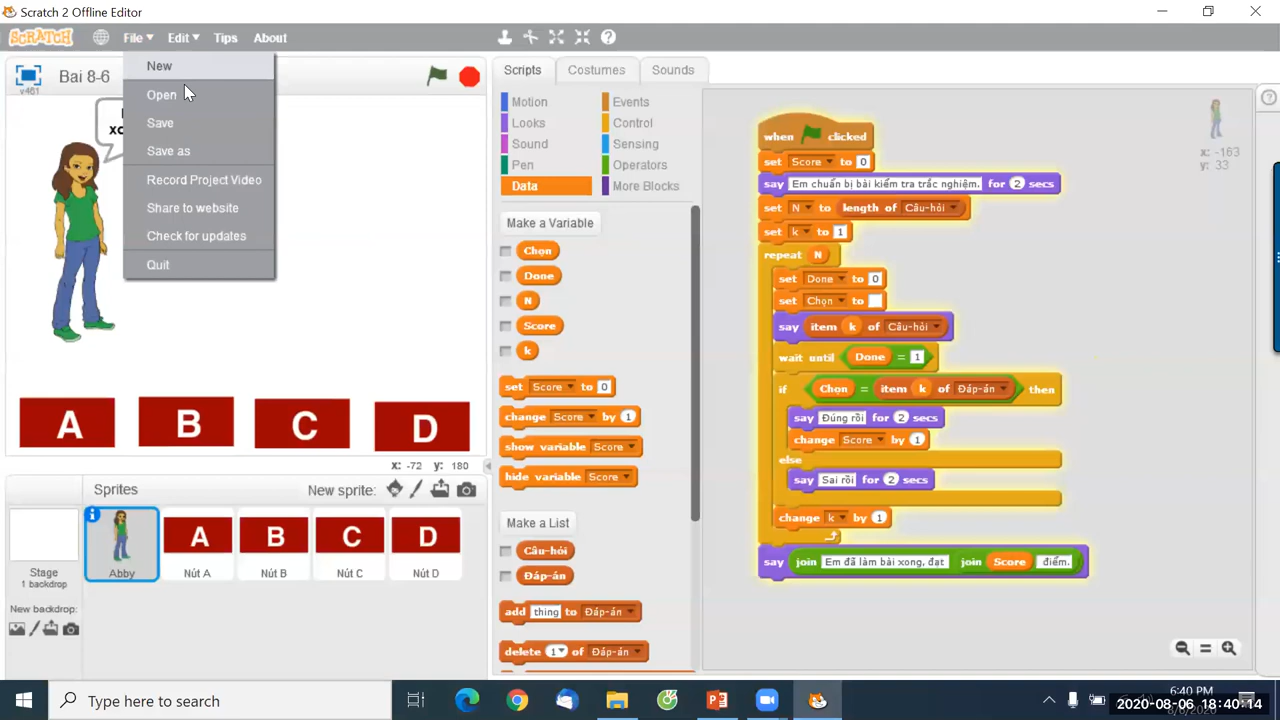 Scratch 2 Offline Editor
SCRATCH File Edit Tips About
Bai 8-6
v461
New
Open
Save
Save as
Record Project Video
Share to website
Check for updates
Quit
A B C D
x: -72 y: 180
Sprites New sprite:
Stage
1 backdrop
New backdrop:
A B C D
Abby Nút A Nút B Nút C Nút D
Scripts Costumes Sounds
Motion Events
Looks Control
Sound Sensing
Pen Operators
Data More Blocks
Make a Variable
Chọn
Done
N
Score
k
set Score to 0
change Score by 1
show variable Score
hide variable Score
Make a List
Câu-hỏi
Đáp-án
add thing to Đáp-án
delete 1 of Đáp-án
when clicked
set Score to 0
say Em chuẩn bị bài kiểm tra trắc nghiệm. for 2 secs
set N to length of Câu-hỏi
set k to 1
repeat N
set Done to 0
set Chọn to
say item k of Câu-hỏi
wait until Done = 1
if Chọn = item k of Đáp-án then
say Đúng rồi for 2 secs
change Score by 1
else
say Sai rồi for 2 secs
change k by 1
say join Em đã làm bài xong, đạt join Score điểm.
x: -163
y: 33
Type here to search
6:40 PM
2020-08-06 18:40:14